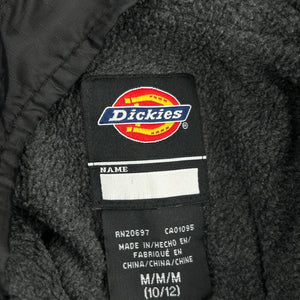 Dickies
®
NAME
RN20697 CA01095
MADE IN/HECHO EN/
FABRIQUÉ EN
CHINA/CHINA/CHINE
M/M/M
(10/12)